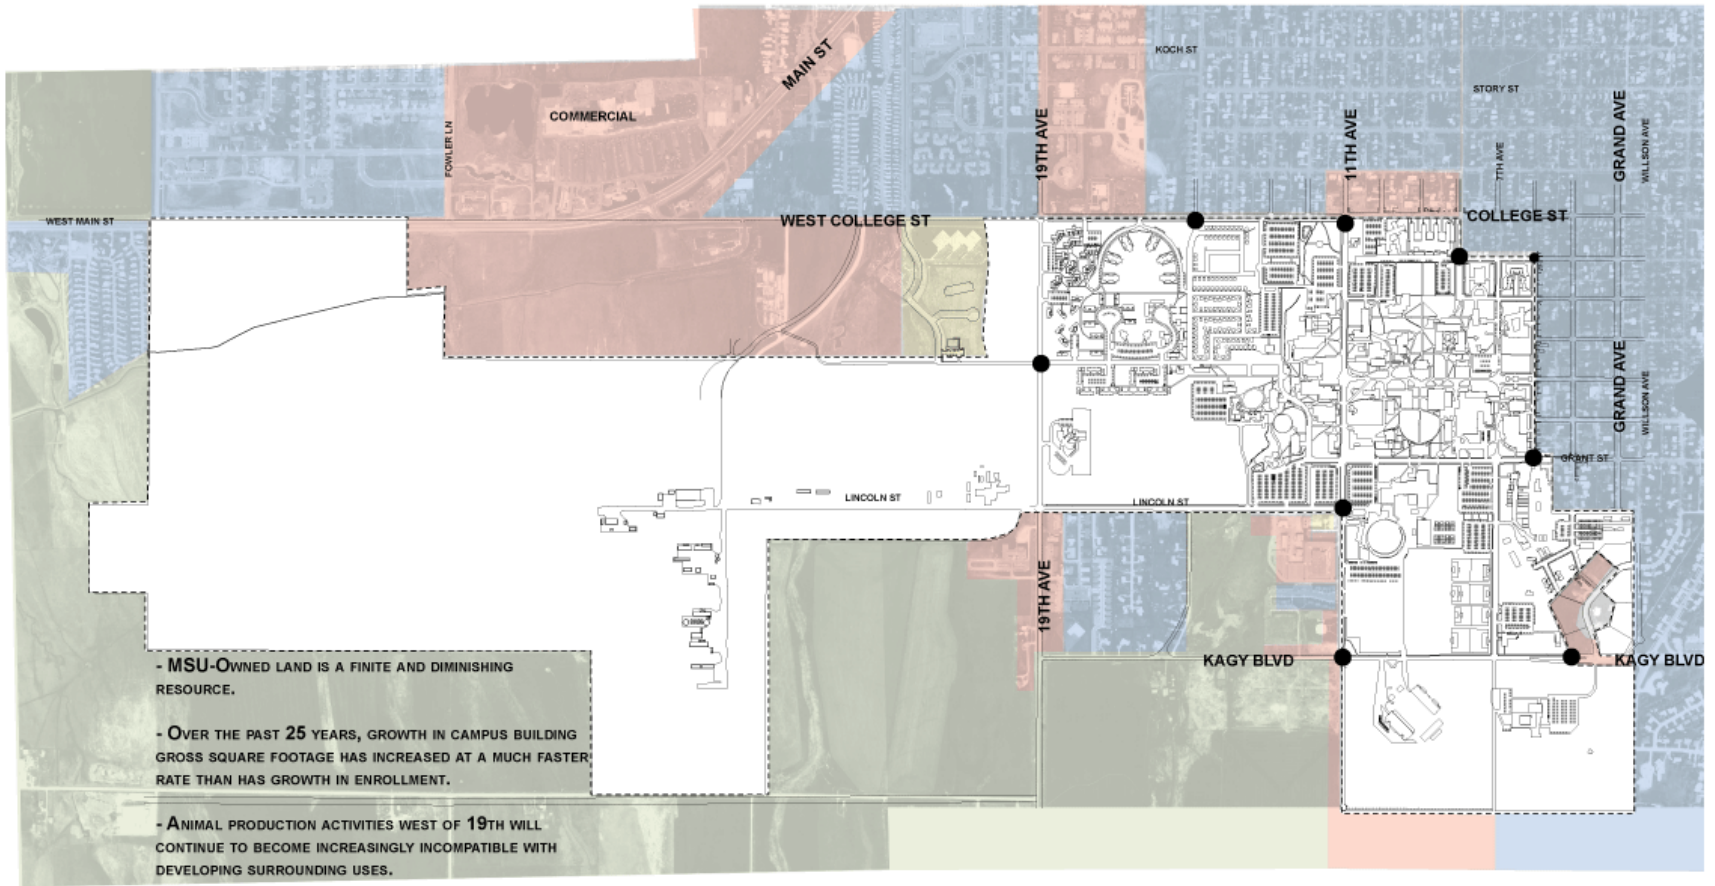 KOCH ST
MAIN ST
STORY ST
COMMERCIAL
FOWLER LN
19TH AVE
11TH AVE
7TH AVE
GRAND AVE
WILLSON AVE
WEST MAIN ST
WEST COLLEGE ST
COLLEGE ST
GRAND AVE
WILLSON AVE
GRANT ST
LINCOLN ST
LINCOLN ST
19TH AVE
KAGY BLVD
KAGY BLVD
- MSU-OWNED LAND IS A FINITE AND DIMINISHING
RESOURCE.
- OVER THE PAST 25 YEARS, GROWTH IN CAMPUS BUILDING
GROSS SQUARE FOOTAGE HAS INCREASED AT A MUCH FASTER
RATE THAN HAS GROWTH IN ENROLLMENT.
- ANIMAL PRODUCTION ACTIVITIES WEST OF 19TH WILL
CONTINUE TO BECOME INCREASINGLY INCOMPATIBLE WITH
DEVELOPING SURROUNDING USES.